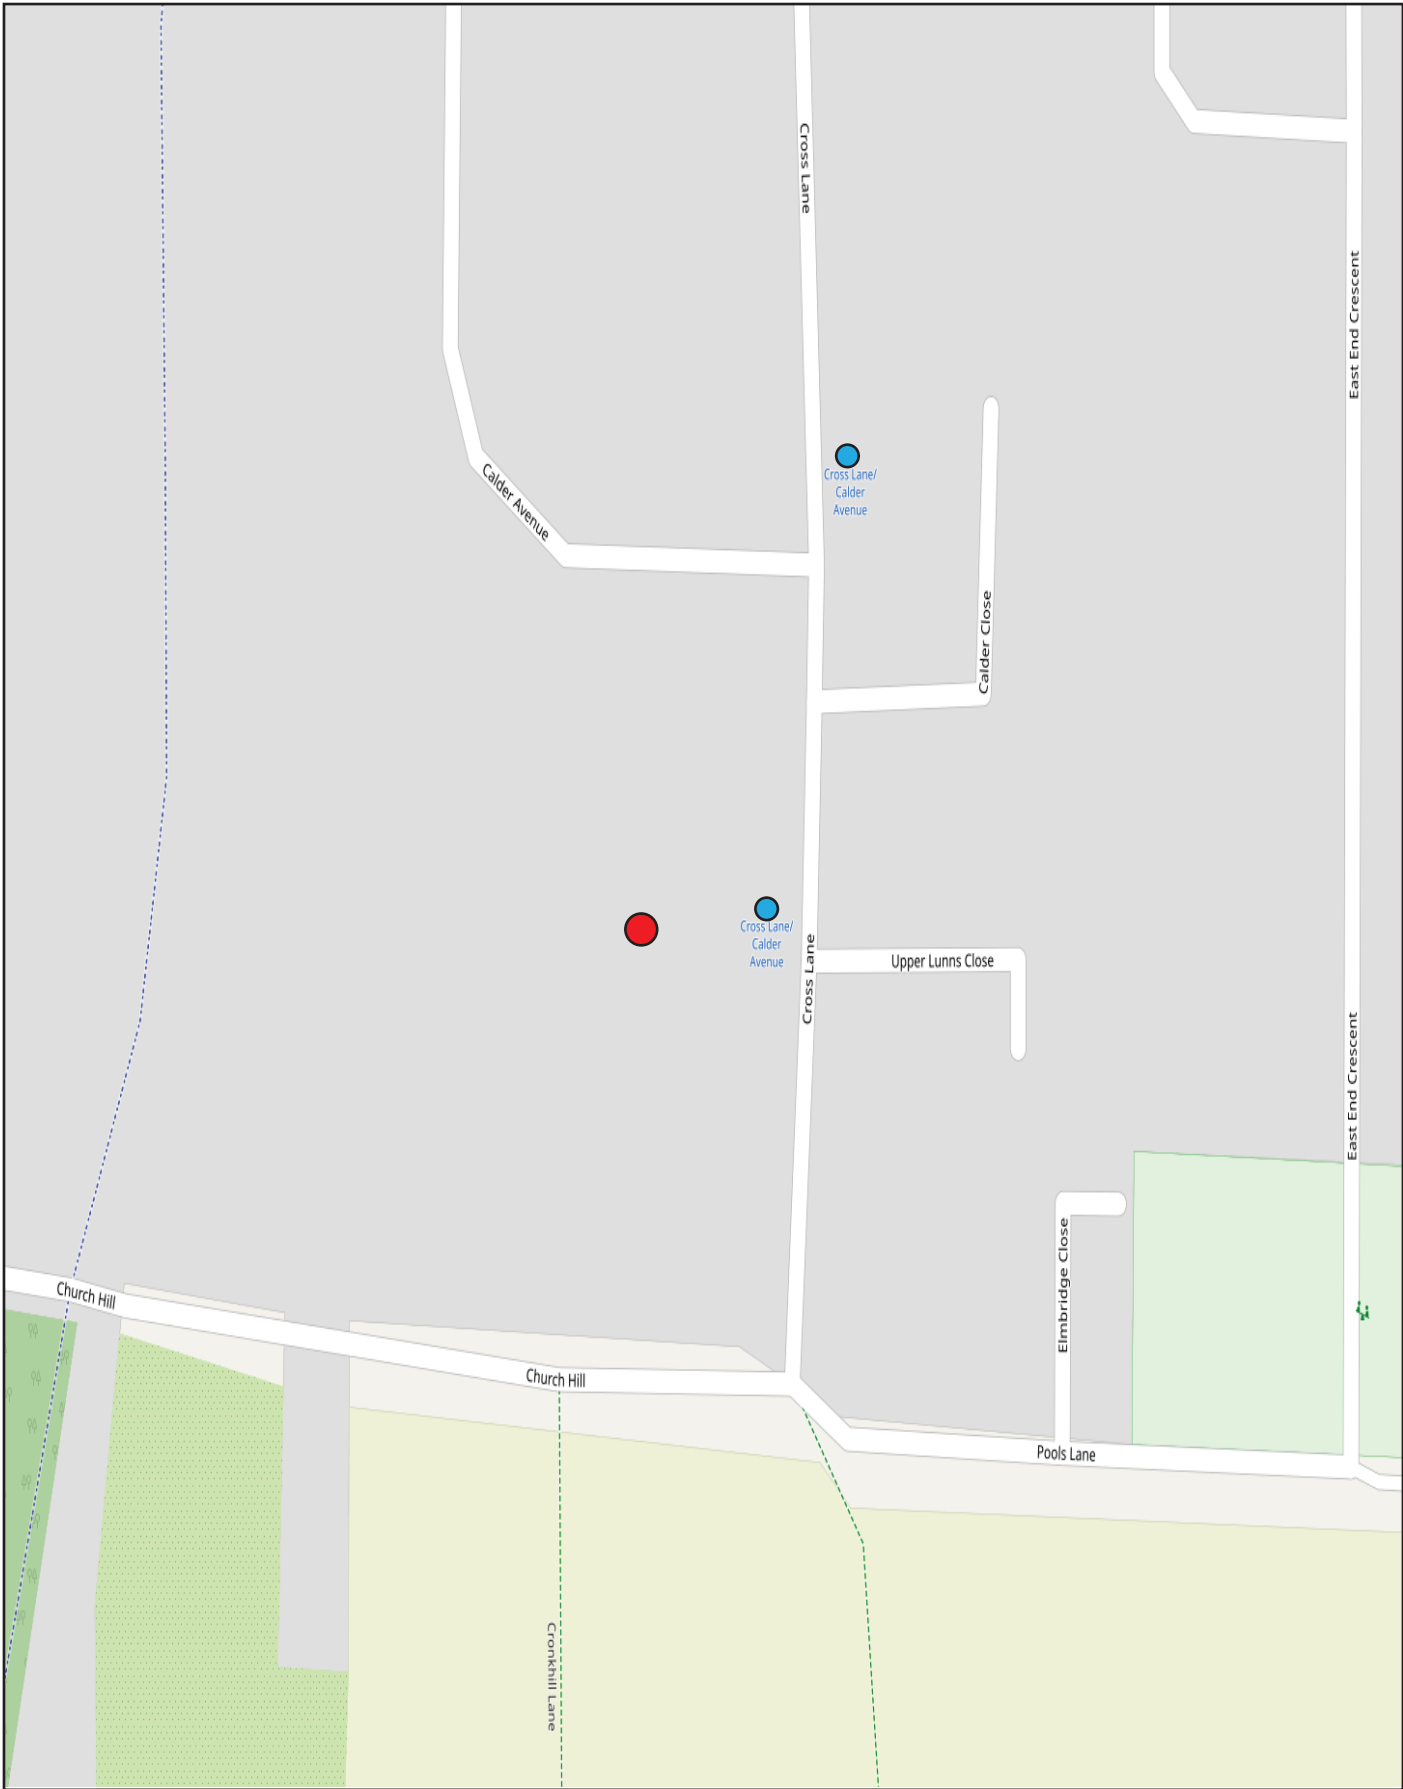 Cross Lane
East End Crescent
Cross Lane/
Calder
Avenue
Calder Avenue
Calder Close
Cross Lane/
Calder
Avenue
Cross Lane
Upper Lunns Close
East End Crescent
Elmbridge Close
Church Hill
Church Hill
Pools Lane
Cronkhill Lane